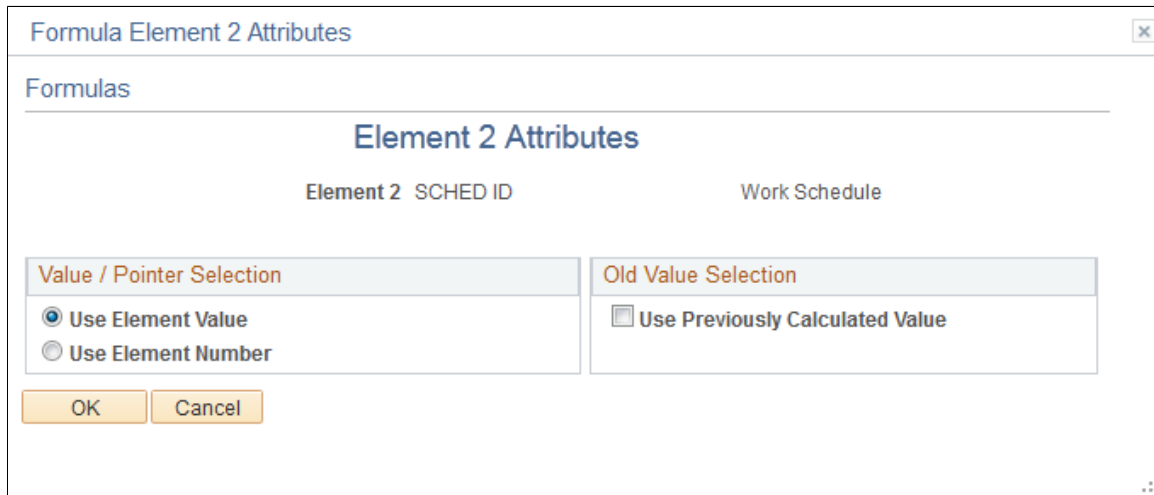 Formula Element 2 Attributes
Formulas
Element 2 Attributes
Element 2 SCHED ID Work Schedule
Value / Pointer Selection
Old Value Selection
Use Element Value
Use Previously Calculated Value
Use Element Number
OK Cancel